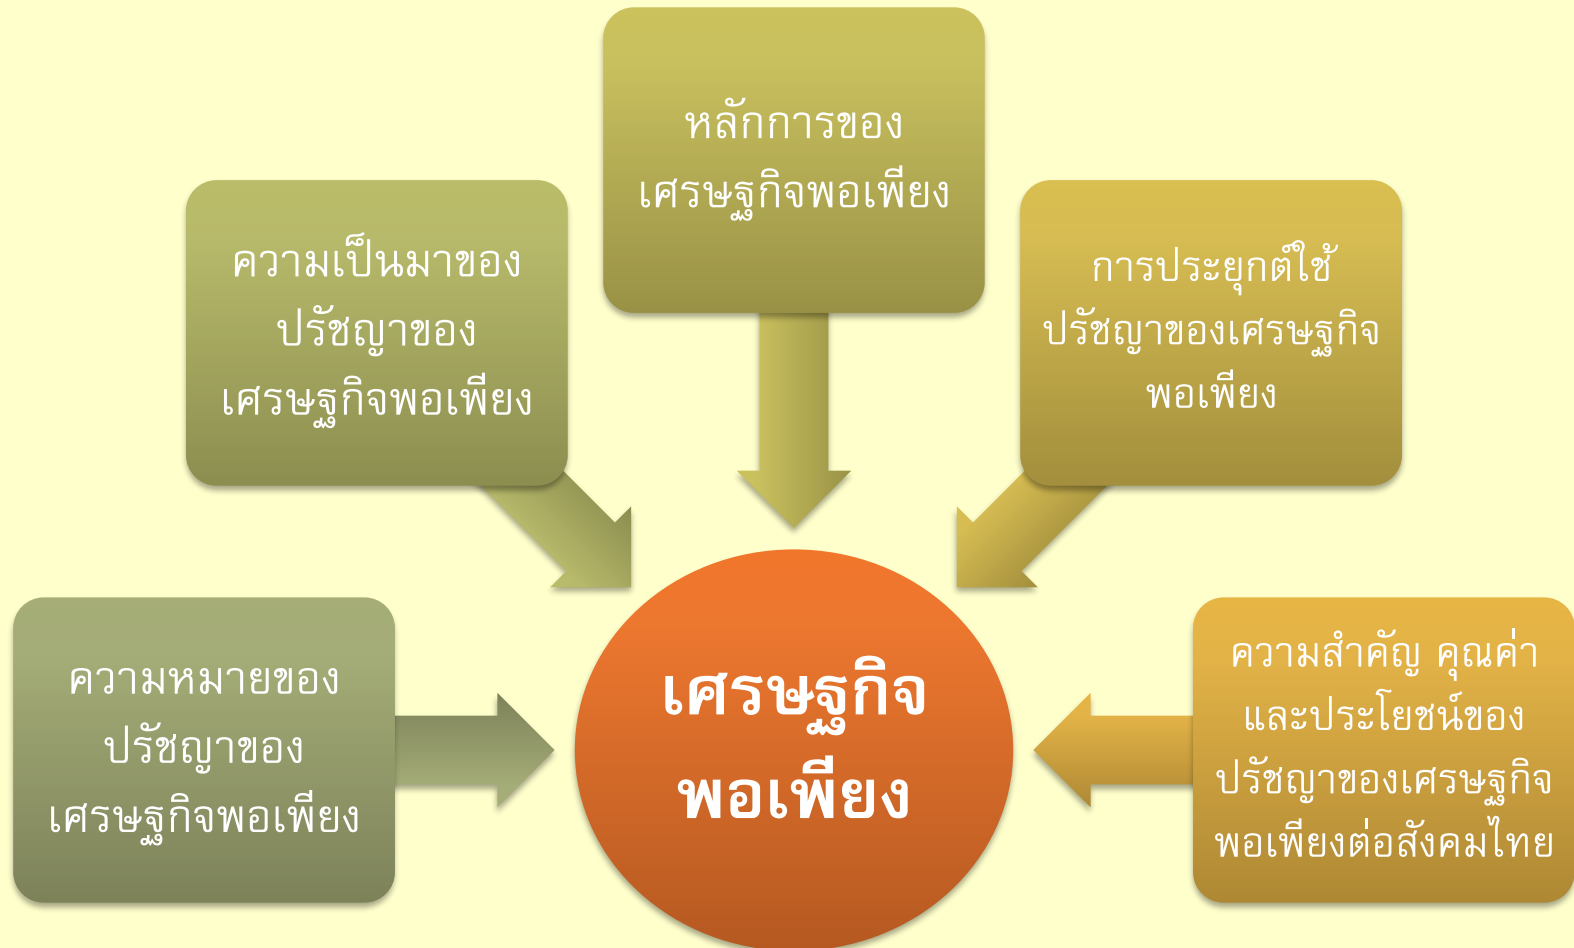 หลักการของ
เศรษฐกิจพอเพียง
ความเป็นมาของ
ปรัชญาของ
เศรษฐกิจพอเพียง
การประยุกต์ใช้
ปรัชญาของเศรษฐกิจ
พอเพียง
ความหมายของ
ปรัชญาของ
เศรษฐกิจพอเพียง
เศรษฐกิจ
พอเพียง
ความสำคัญ คุณค่า
และประโยชน์ของ
ปรัชญาของเศรษฐกิจ
พอเพียงต่อสังคมไทย